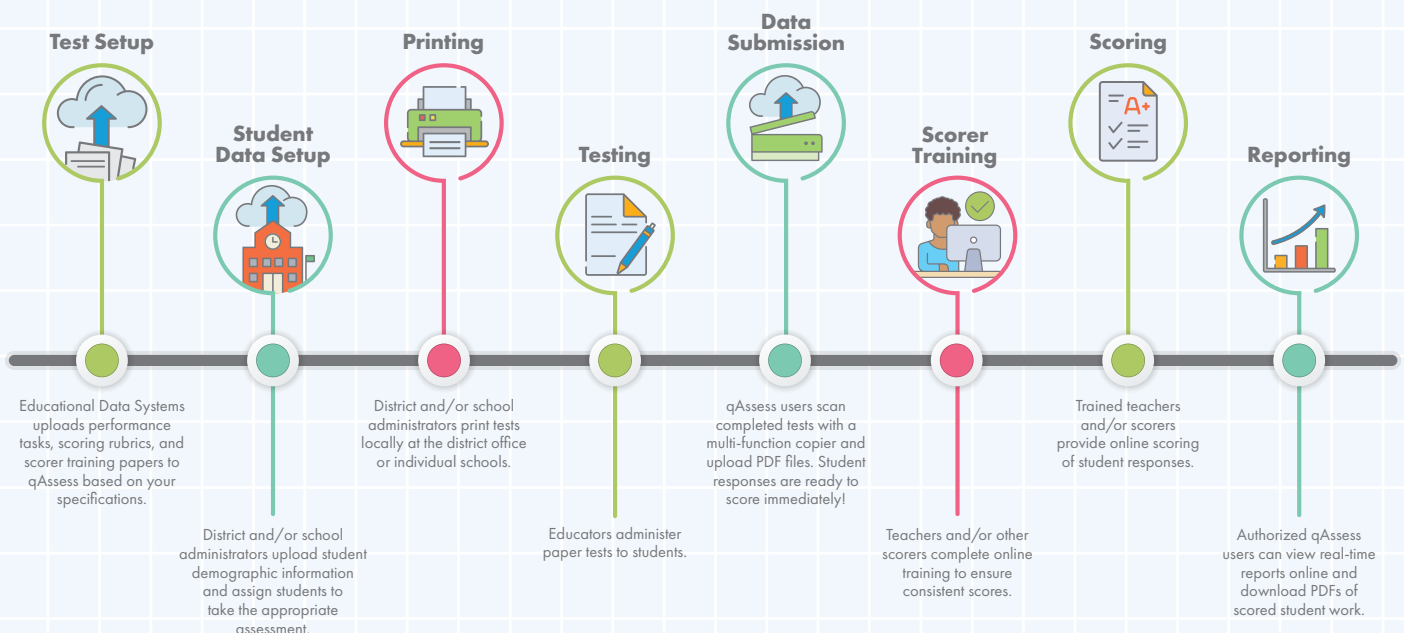 Test Setup
Educational Data Systems
uploads performance
tasks, scoring rubrics, and
scorer training papers to
qAssess based on your
specifications.
Student
Data Setup
District and/or school
administrators upload student
demographic information
and assign students to
take the appropriate
assessment.
Printing
District and/or school
administrators print tests
locally at the district office
or individual schools.
Testing
Educators administer
paper tests to students.
Data
Submission
qAssess users scan
completed tests with a
multi-function copier and
upload PDF files. Student
responses are ready to
score immediately!
Scorer
Training
Teachers and/or other
scorers complete online
training to ensure
consistent scores.
Scoring
A+
Trained teachers
and/or scorers
provide online scoring
of student responses.
Reporting
Authorized qAssess
users can view real-time
reports online and
download PDFs of
scored student work.